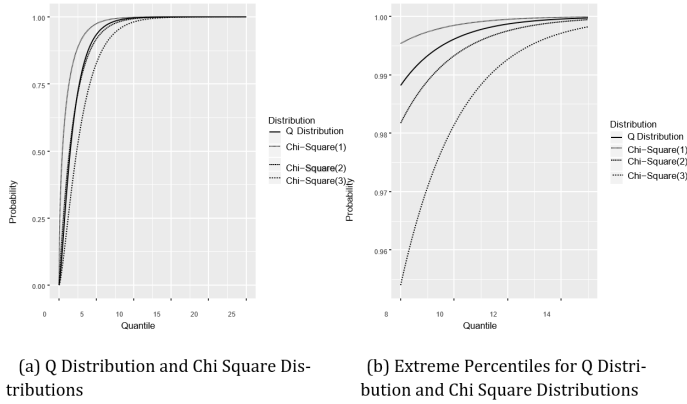 1.00
0.75
0.50
0.25
0.00
Probability
0 5 10 15 20 25
Quantile
Distribution
Q Distribution
Chi−Square(1)
Chi−Square(2)
Chi−Square(3)
1.00
0.99
0.98
0.97
0.96
Probability
8 10 12 14
Quantile
Distribution
Q Distribution
Chi−Square(1)
Chi−Square(2)
Chi−Square(3)
(a) Q Distribution and Chi Square Dis-
tributions
(b) Extreme Percentiles for Q Distri-
bution and Chi Square Distributions